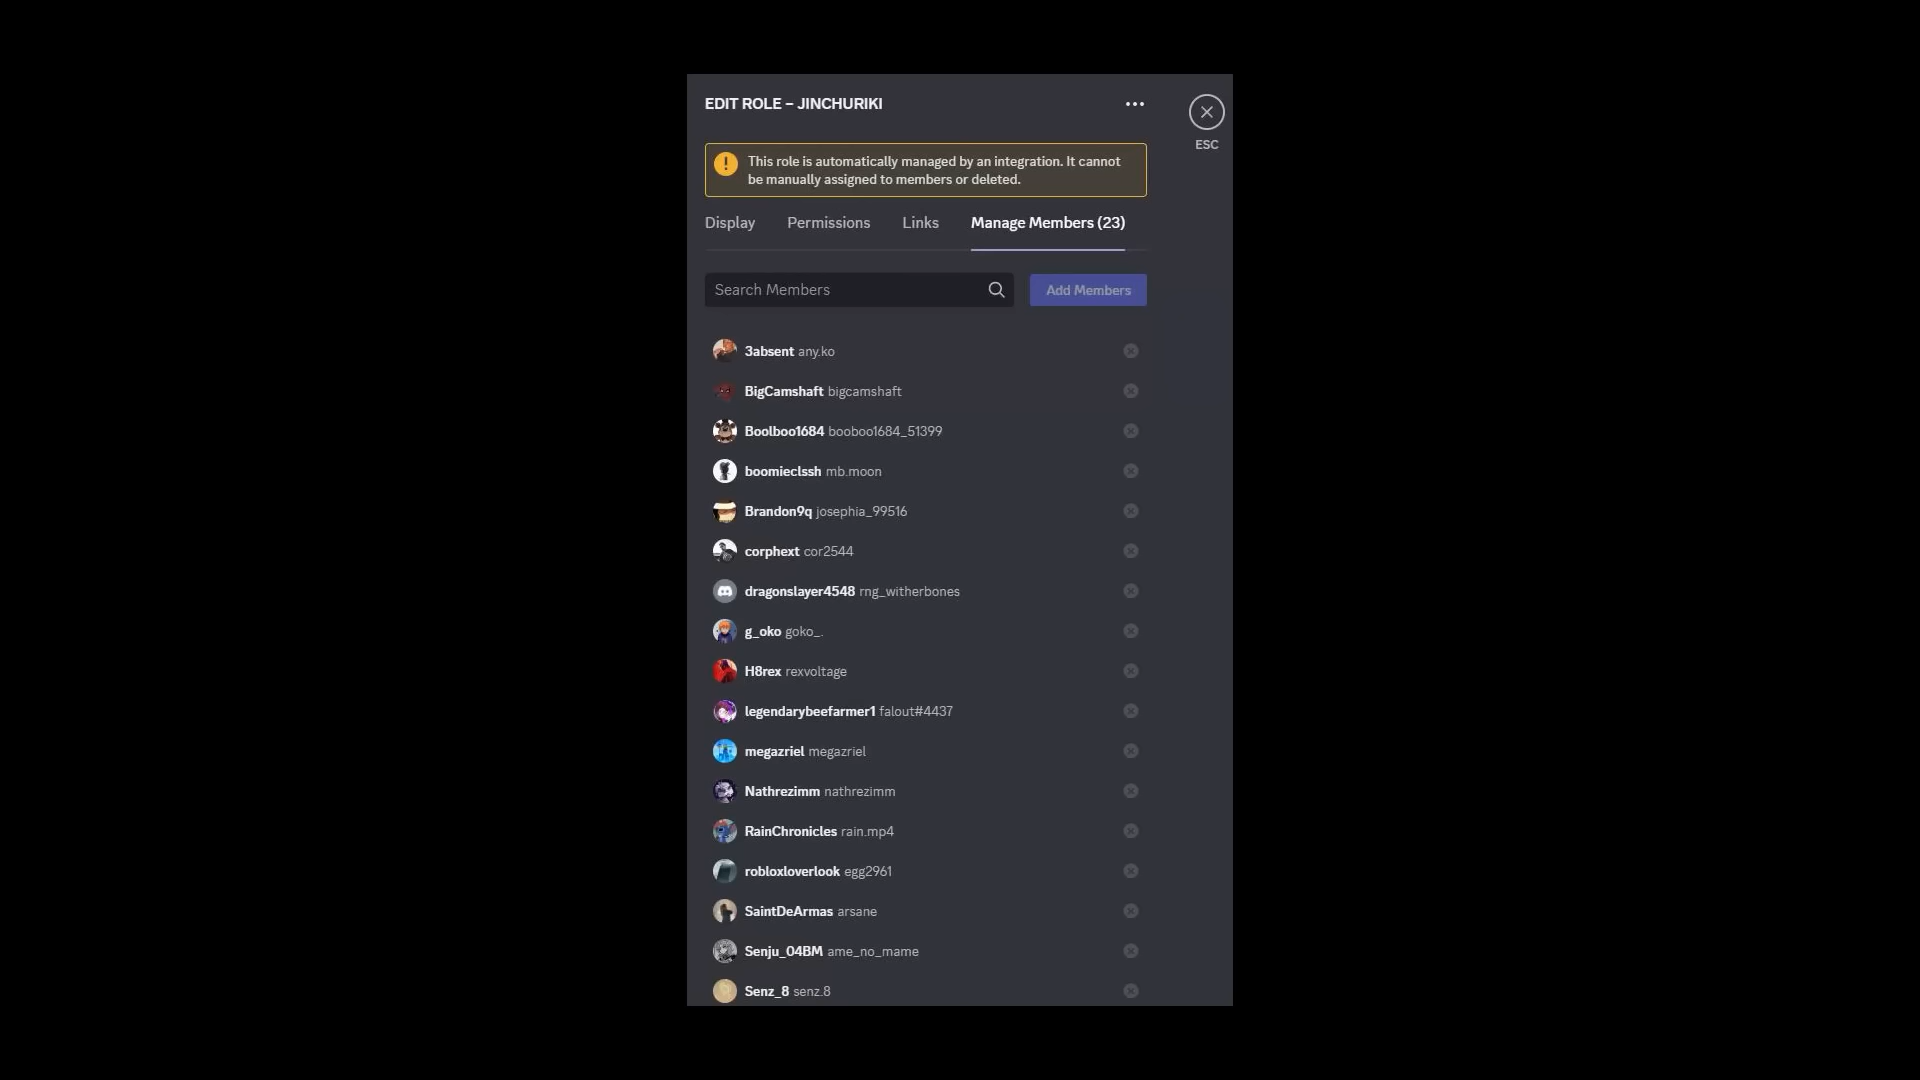 EDIT ROLE – JINCHURIKI
ESC
This role is automatically managed by an integration. It cannot
be manually assigned to members or deleted.
Display Permissions Links Manage Members (23)
Search Members Add Members
3absent any.ko
BigCamshaft bigcamshaft
Boolboo1684 booboo1684_51399
boomieclssh mb.moon
Brandon9q josephia_99516
corphext cor2544
dragonslayer4548 rng_witherbones
g_oko goko_.
H8rex rexvoltage
legendarybeefarmer1 falout#4437
megazriel megazriel
Nathrezimm nathrezimm
RainChronicles rain.mp4
robloxloverlook egg2961
SaintDeArmas arsane
Senju_04BM ame_no_mame
Senz_8 senz.8